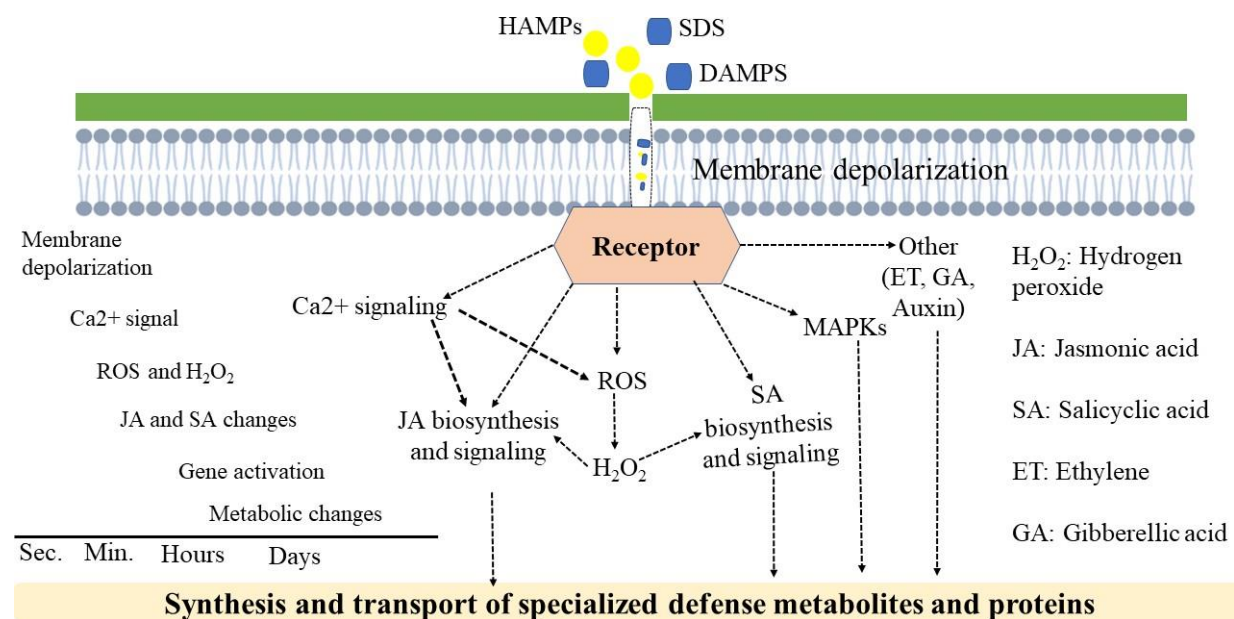 HAMPs
SDS
DAMPS
Membrane depolarization
Receptor
Membrane
depolarization
Ca2+ signal
ROS and H₂O₂
JA and SA changes
Gene activation
Metabolic changes
Sec. Min. Hours Days
Ca2+ signaling
JA biosynthesis
and signaling
ROS
H₂O₂
SA
biosynthesis
and signaling
MAPKs
Other
(ET, GA,
Auxin)
H₂O₂: Hydrogen
peroxide
JA: Jasmonic acid
SA: Salicyclic acid
ET: Ethylene
GA: Gibberellic acid
Synthesis and transport of specialized defense metabolites and proteins